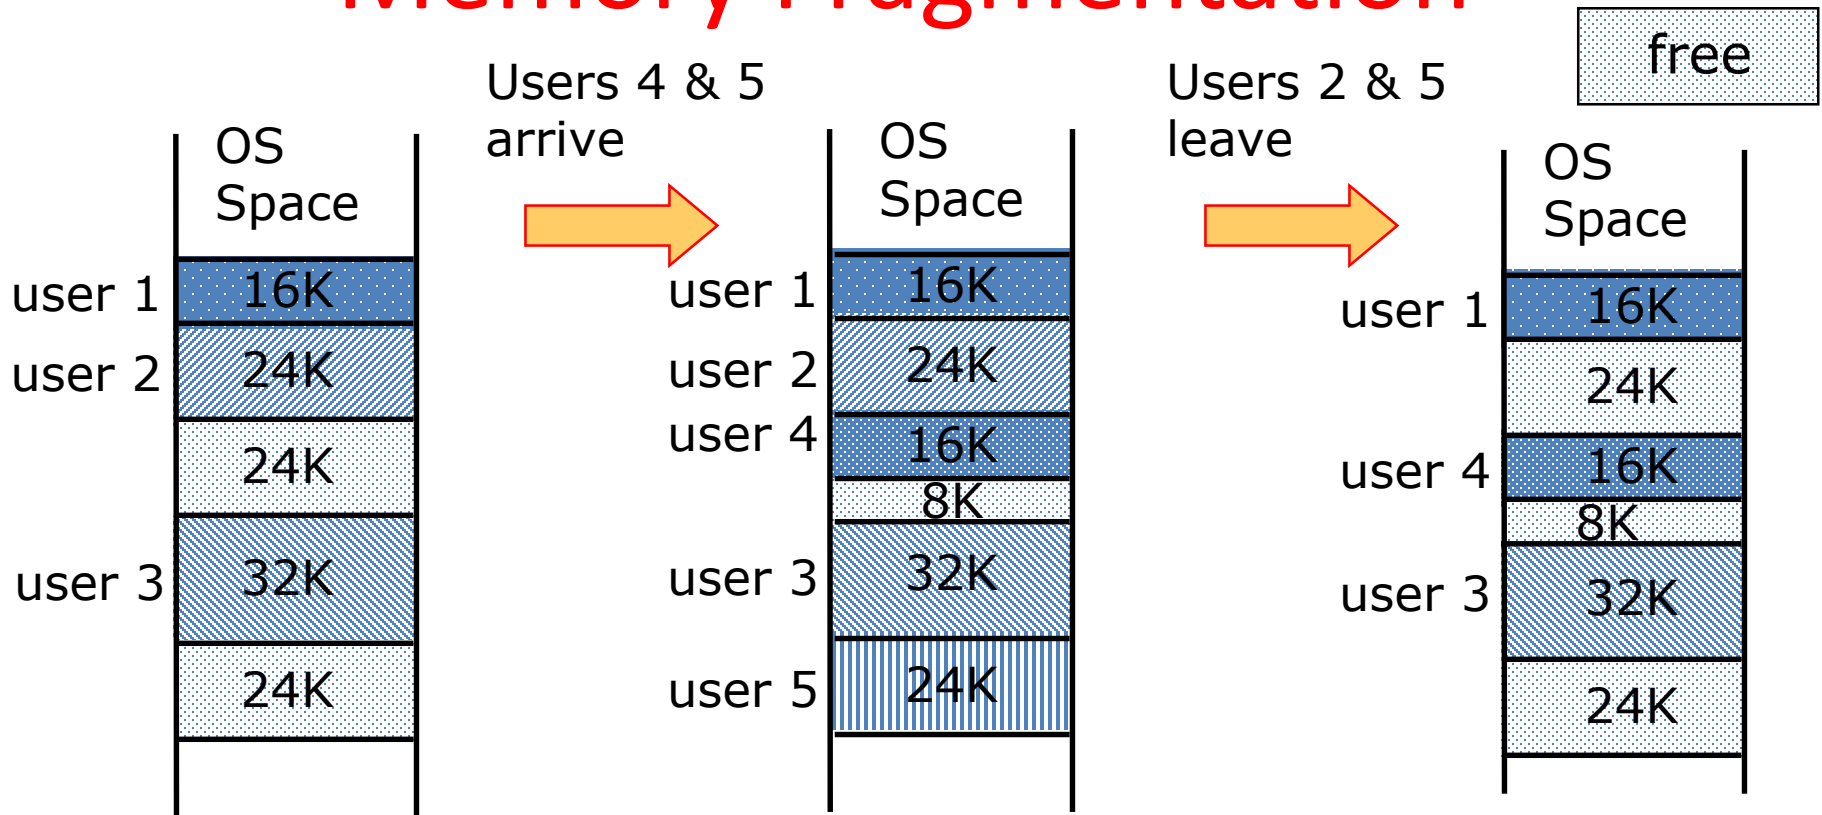 Memory Fragmentation
free
Users 4 & 5
arrive
Users 2 & 5
leave
OS
Space
user 1 16K
user 2 24K
24K
user 3 32K
24K
OS
Space
user 1 16K
user 2 24K
user 4 16K
8K
user 3 32K
user 5 24K
OS
Space
user 1 16K
24K
user 4 16K
8K
user 3 32K
24K